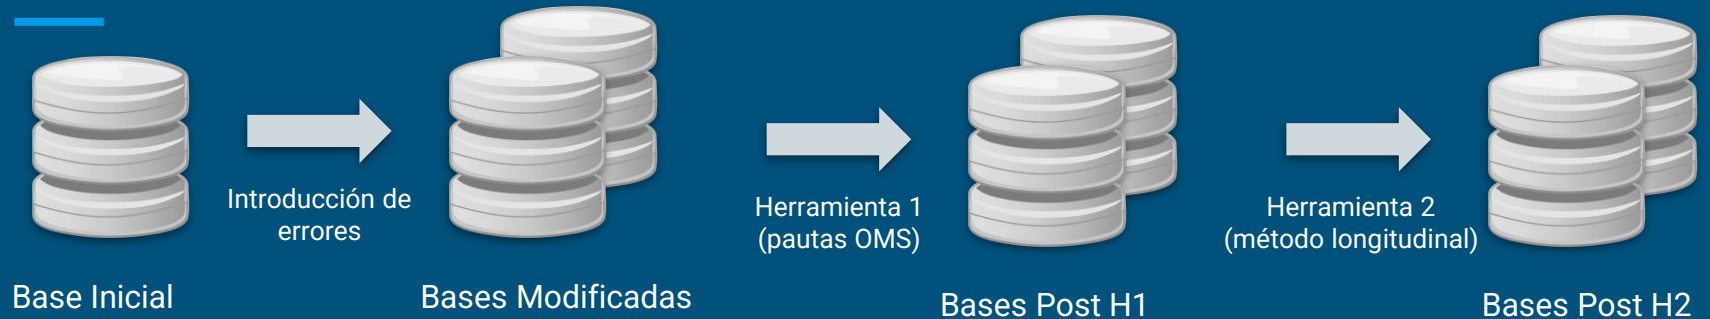 Introducción de
errores
Herramienta 1
(pautas OMS)
Herramienta 2
(método longitudinal)
Base Inicial
Bases Modificadas
Bases Post H1
Bases Post H2